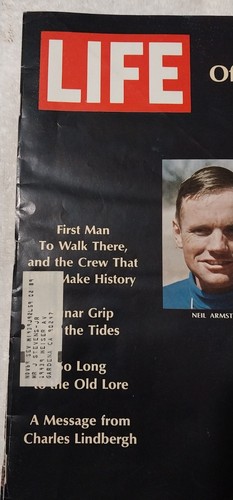 LIFE
Of
First Man
To Walk There,
and the Crew That
Make History
nar Grip
the Tides
So Long
to the Old Lore
A Message from
Charles Lindbergh
NEIL ARMST